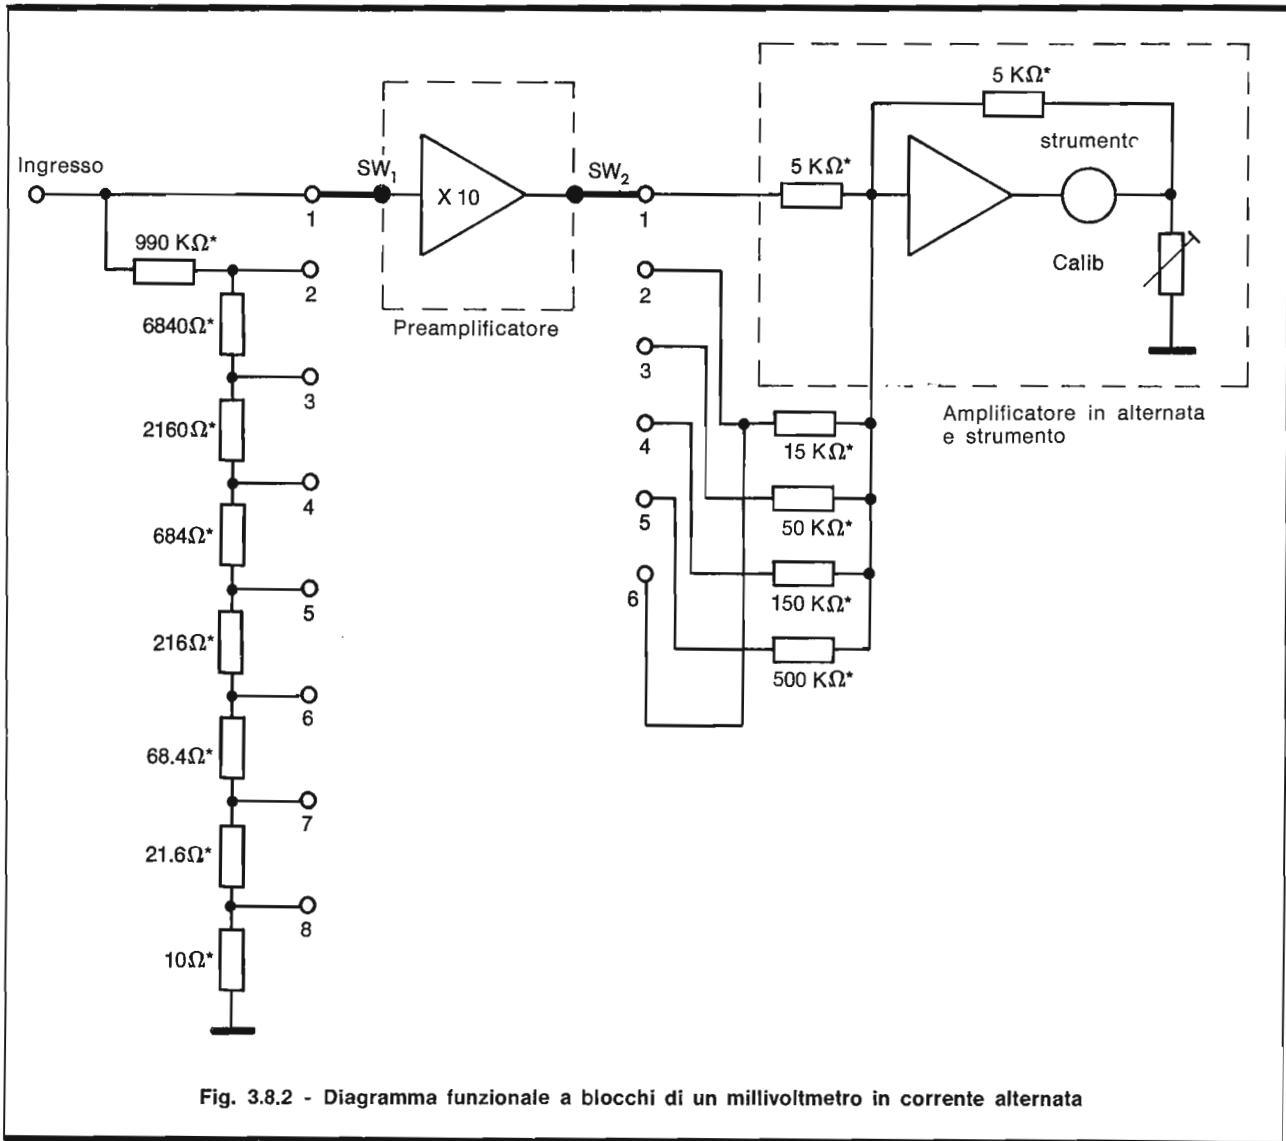 5 KΩ*
strumento
Ingresso
SW1
SW2
5 KΩ*
X 10
1
1
990 KΩ*
Calib
2
2
Preamplificatore
6840Ω*
3
3
Amplificatore in alternata
e strumento
2160Ω*
4
4
15 KΩ*
684Ω*
5
5
50 KΩ*
216Ω*
6
6
150 KΩ*
500 KΩ*
68.4Ω*
7
21.6Ω*
8
10Ω*
Fig. 3.8.2 - Diagramma funzionale a blocchi di un millivoltmetro in corrente alternata